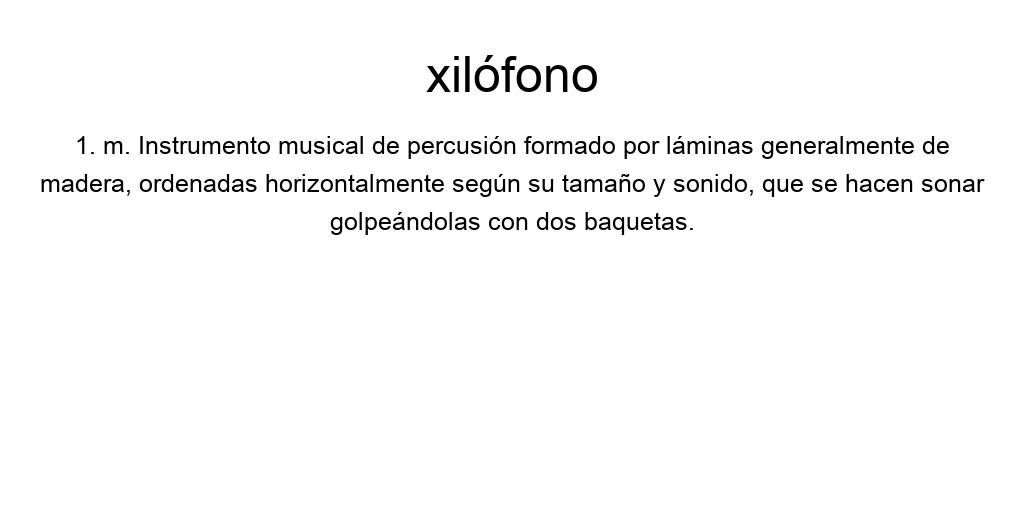 xilófono
1. m. Instrumento musical de percusión formado por láminas generalmente de
madera, ordenadas horizontalmente según su tamaño y sonido, que se hacen sonar
golpeándolas con dos baquetas.